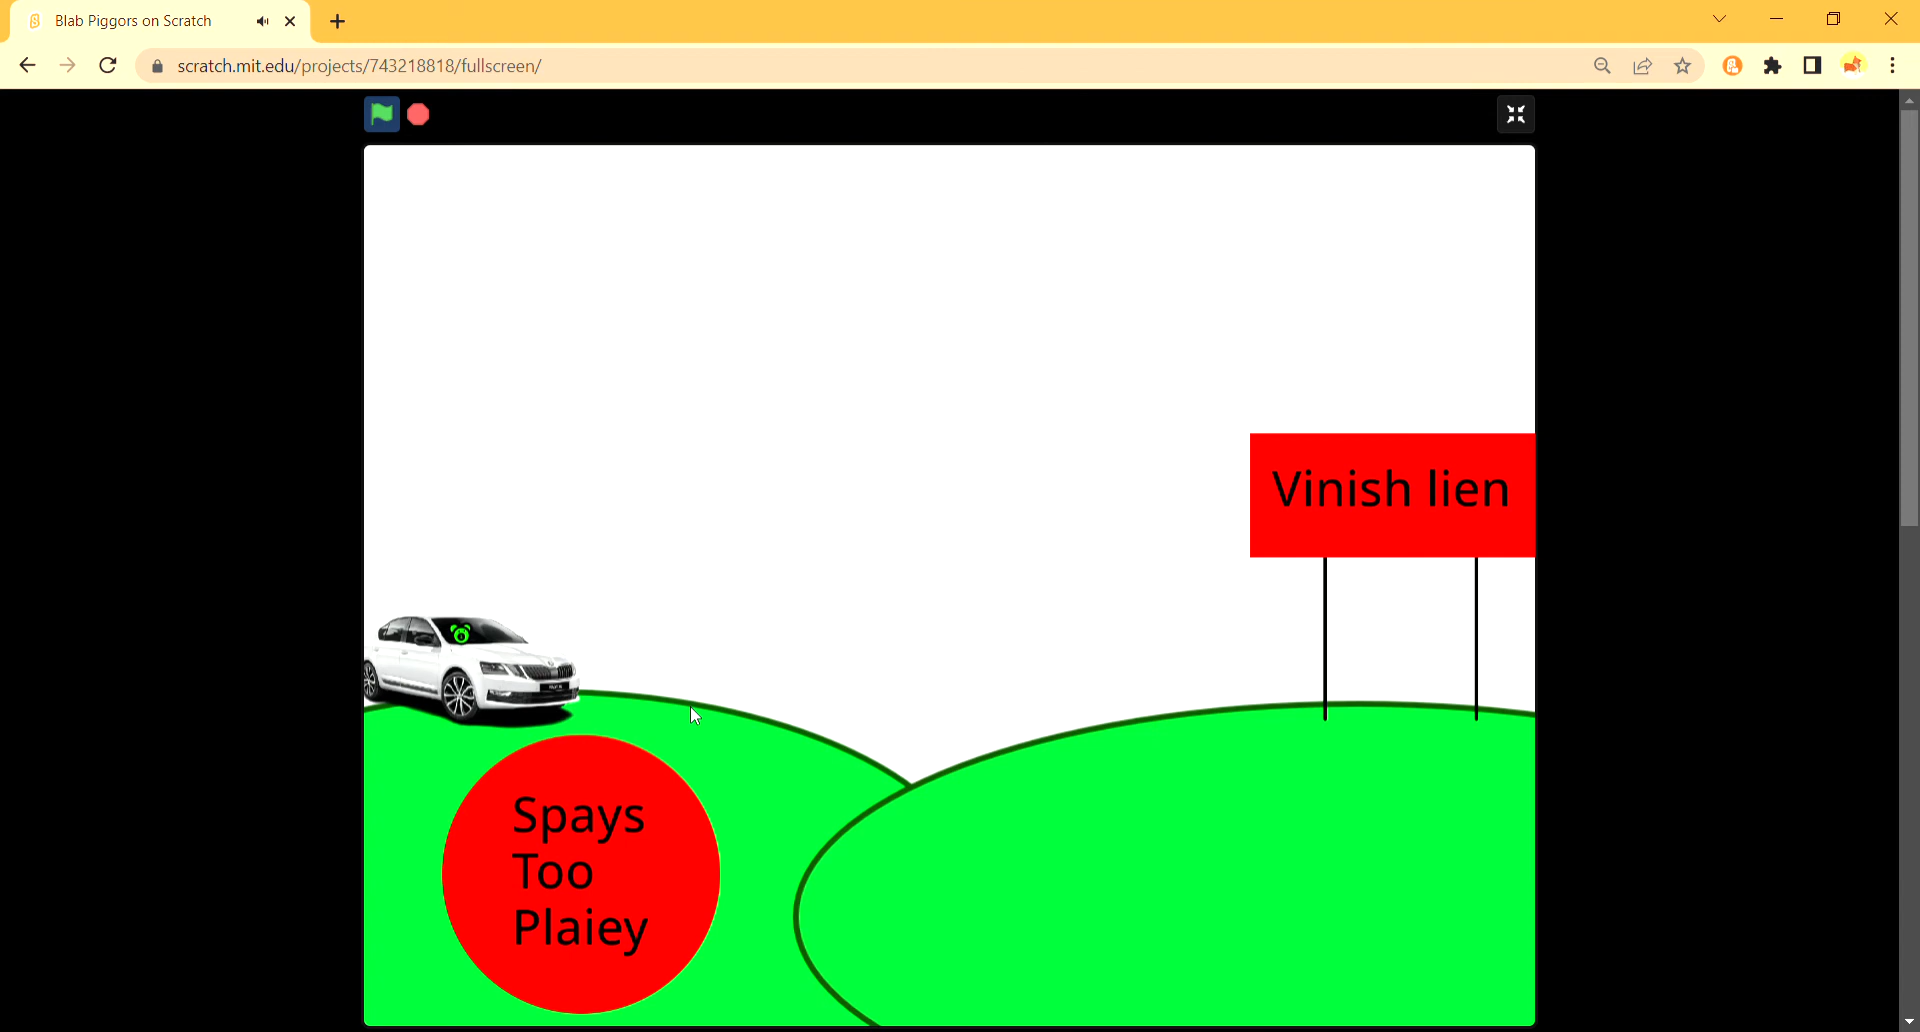 Blab Piggors on Scratch
scratch.mit.edu/projects/743218818/fullscreen/
Vinish lien
Spays
Too
Plaiey